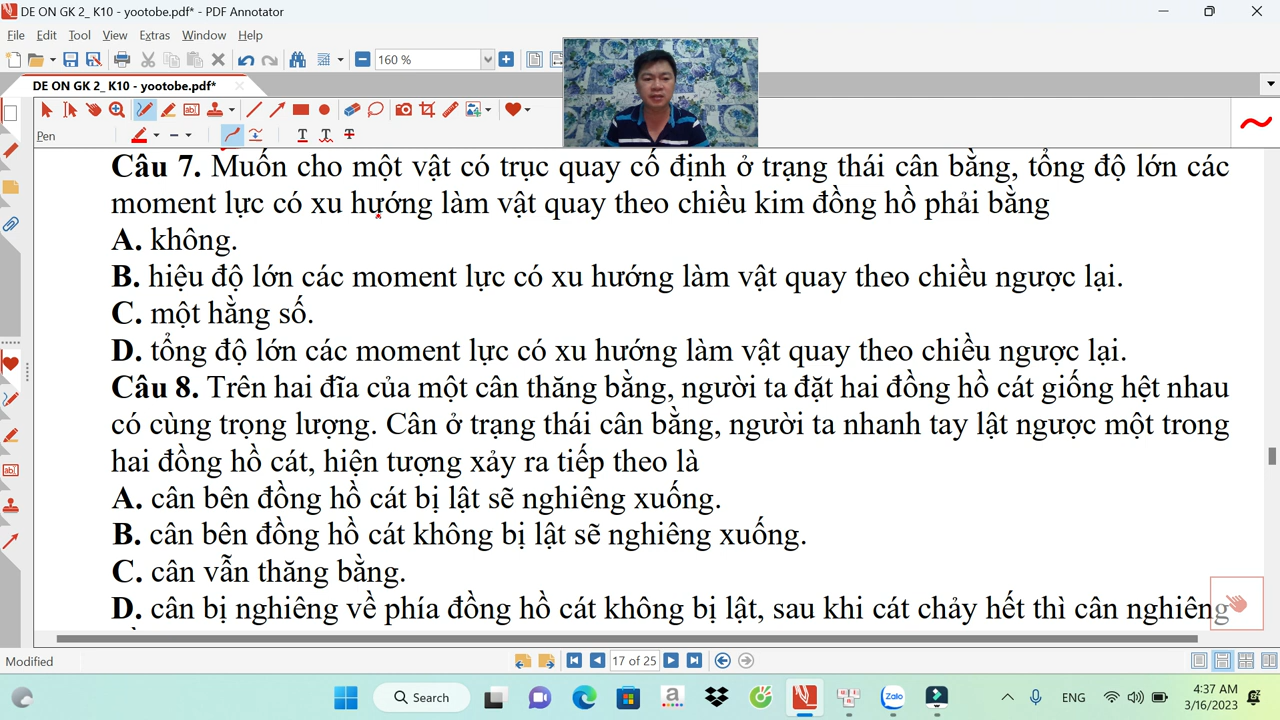 DE ON GK 2_ K10 - yootobe.pdf* - PDF Annotator
File Edit Tool View Extras Window Help
160 %
DE ON GK 2_ K10 - yootobe.pdf*
Pen
Câu 7. Muốn cho một vật có trục quay cố định ở trạng thái cân bằng, tổng độ lớn các
moment lực có xu hướng làm vật quay theo chiều kim đồng hồ phải bằng
A. không.
B. hiệu độ lớn các moment lực có xu hướng làm vật quay theo chiều ngược lại.
C. một hằng số.
D. tổng độ lớn các moment lực có xu hướng làm vật quay theo chiều ngược lại.
Câu 8. Trên hai đĩa của một cân thăng bằng, người ta đặt hai đồng hồ cát giống hệt nhau
có cùng trọng lượng. Cân ở trạng thái cân bằng, người ta nhanh tay lật ngược một trong
hai đồng hồ cát, hiện tượng xảy ra tiếp theo là
A. cân bên đồng hồ cát bị lật sẽ nghiêng xuống.
B. cân bên đồng hồ cát không bị lật sẽ nghiêng xuống.
C. cân vẫn thăng bằng.
D. cân bị nghiêng về phía đồng hồ cát không bị lật, sau khi cát chảy hết thì cân nghiêng
Modified
17 of 25
Search
Zalo
ENG
4:37 AM
3/16/2023